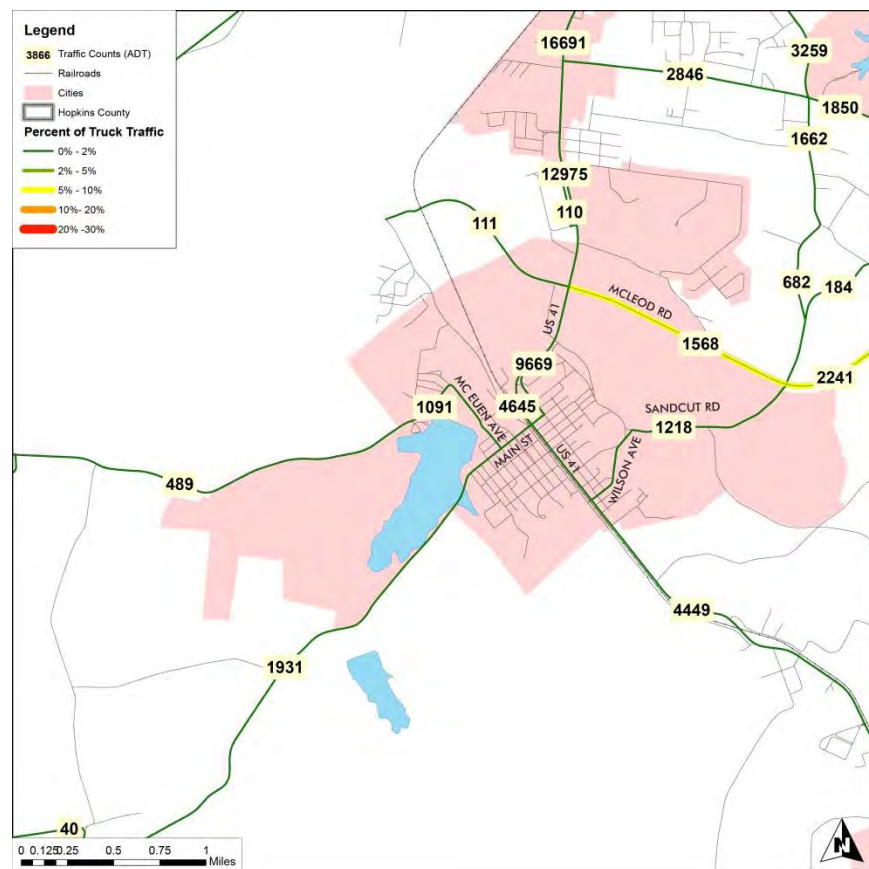 Legend
3866 Traffic Counts (ADT)
Railroads
Cities
Hopkins County
Percent of Truck Traffic
0% - 2%
2% - 5%
5% - 10%
10%- 20%
20% -30%
16691
3259
2846
1850
1662
12975
110
111
682
184
MCLEOD RD
US 41
1568
9669
2241
MC EUEN AVE
1091
4645
SANDCUT RD
1218
MAIN ST
US 41
WILSON AVE
489
4449
1931
40
N
0 0.125 0.25 0.5 0.75 1
Miles